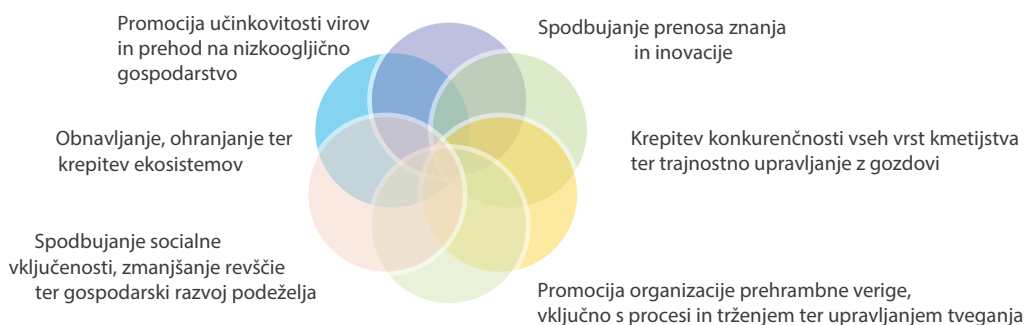 Promocija učinkovitosti virov
in prehod na nizkoogljično
gospodarstvo
Spodbujanje prenosa znanja
in inovacije
Obnavljanje, ohranjanje ter
krepitev ekosistemov
Krepitev konkurenčnosti vseh vrst kmetijstva
ter trajnostno upravljanje z gozdovi
Spodbujanje socialne
vključenosti, zmanjšanje revščie
ter gospodarski razvoj podeželja
Promocija organizacije prehrambne verige,
vključno s procesi in trženjem ter upravljanjem tveganja